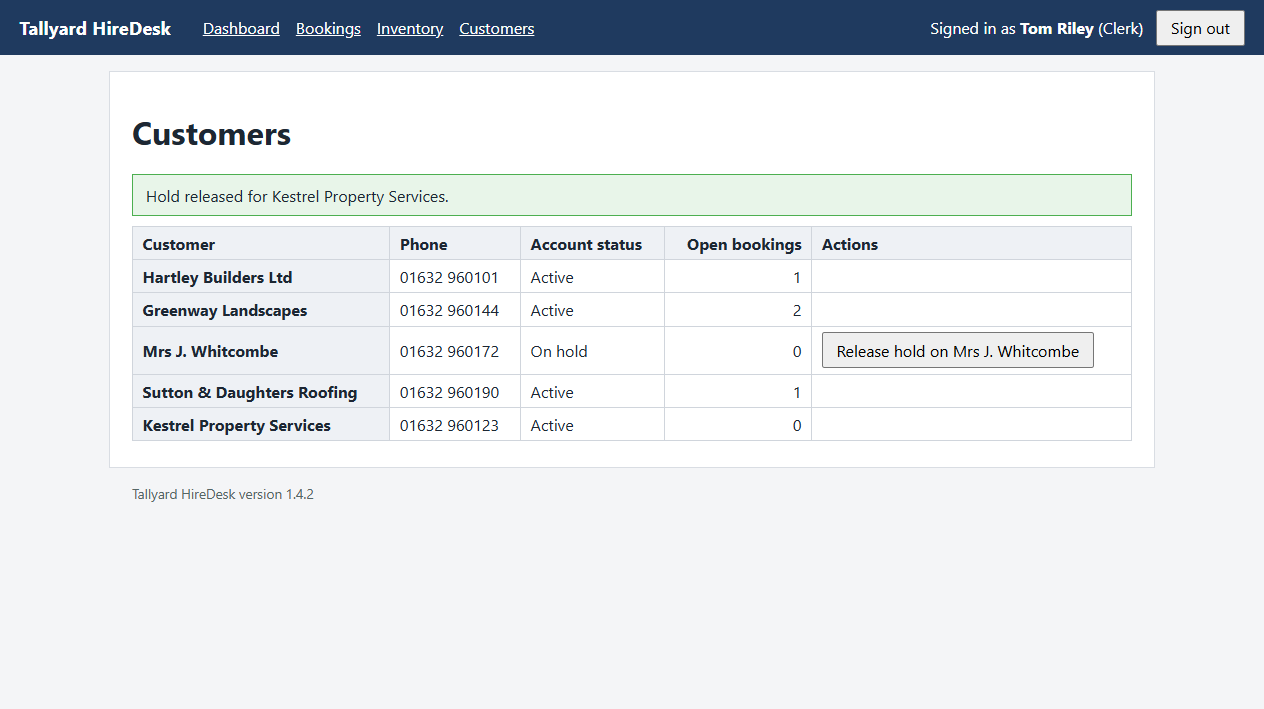 Tallyard HireDesk Dashboard Bookings Inventory Customers Signed in as Tom Riley (Clerk) Sign out
Customers
Hold released for Kestrel Property Services.
Customer Phone Account status Open bookings Actions
Hartley Builders Ltd 01632 960101 Active 1
Greenway Landscapes 01632 960144 Active 2
Mrs J. Whitcombe 01632 960172 On hold 0 Release hold on Mrs J. Whitcombe
Sutton & Daughters Roofing 01632 960190 Active 1
Kestrel Property Services 01632 960123 Active 0
Tallyard HireDesk version 1.4.2